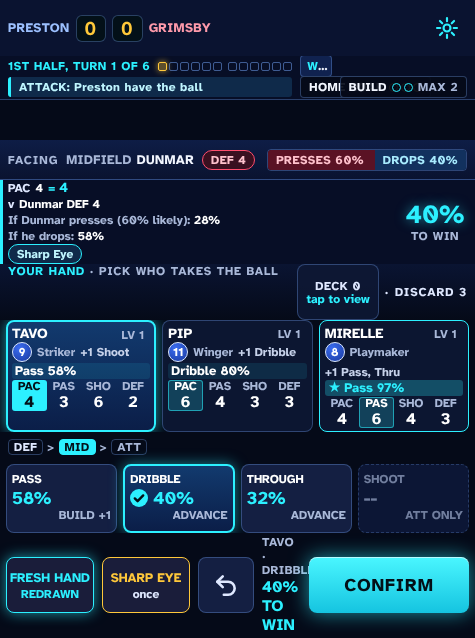 PRESTON 0 0 GRIMSBY
1ST HALF, TURN 1 OF 6
W...
ATTACK: Preston have the ball
HOM
BUILD MAX 2
FACING MIDFIELD DUNMAR DEF 4
PRESSES 60% DROPS 40%
PAC 4 = 4
v Dunmar DEF 4
If Dunmar presses (60% likely): 28%
If he drops: 58%
Sharp Eye
40%
TO WIN
YOUR HAND · PICK WHO TAKES THE BALL
DECK 0
tap to view
· DISCARD 3
TAVO LV 1
9 Striker +1 Shoot
Pass 58%
PAC PAS SHO DEF
4 3 6 2
PIP LV 1
11 Winger +1 Dribble
Dribble 80%
PAC PAS SHO DEF
6 4 3 3
MIRELLE LV 1
8 Playmaker
+1 Pass, Thru
★ Pass 97%
PAC PAS SHO DEF
4 6 4 3
DEF > MID > ATT
PASS
58%
BUILD +1
DRIBBLE
40%
ADVANCE
THROUGH
32%
ADVANCE
SHOOT
--
ATT ONLY
FRESH HAND
REDRAWN
SHARP EYE
once
TAVO
·
DRIBBL
40%
TO
WIN
CONFIRM